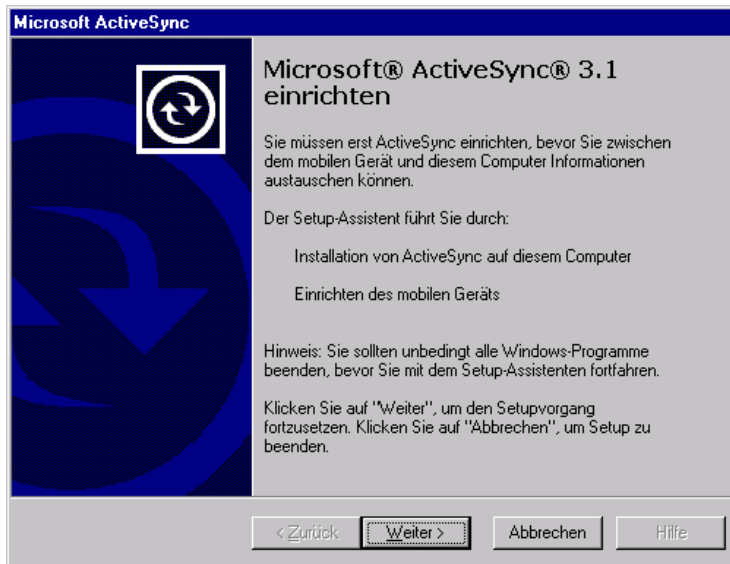 Microsoft ActiveSync
Microsoft® ActiveSync® 3.1
einrichten
Sie müssen erst ActiveSync einrichten, bevor Sie zwischen
dem mobilen Gerät und diesem Computer Informationen
austauschen können.
Der Setup-Assistent führt Sie durch:
Installation von ActiveSync auf diesem Computer
Einrichten des mobilen Geräts
Hinweis: Sie sollten unbedingt alle Windows-Programme
beenden, bevor Sie mit dem Setup-Assistenten fortfahren.
Klicken Sie auf "Weiter", um den Setupvorgang
fortzusetzen. Klicken Sie auf "Abbrechen", um Setup zu
beenden.
< Zurück Weiter > Abbrechen Hilfe